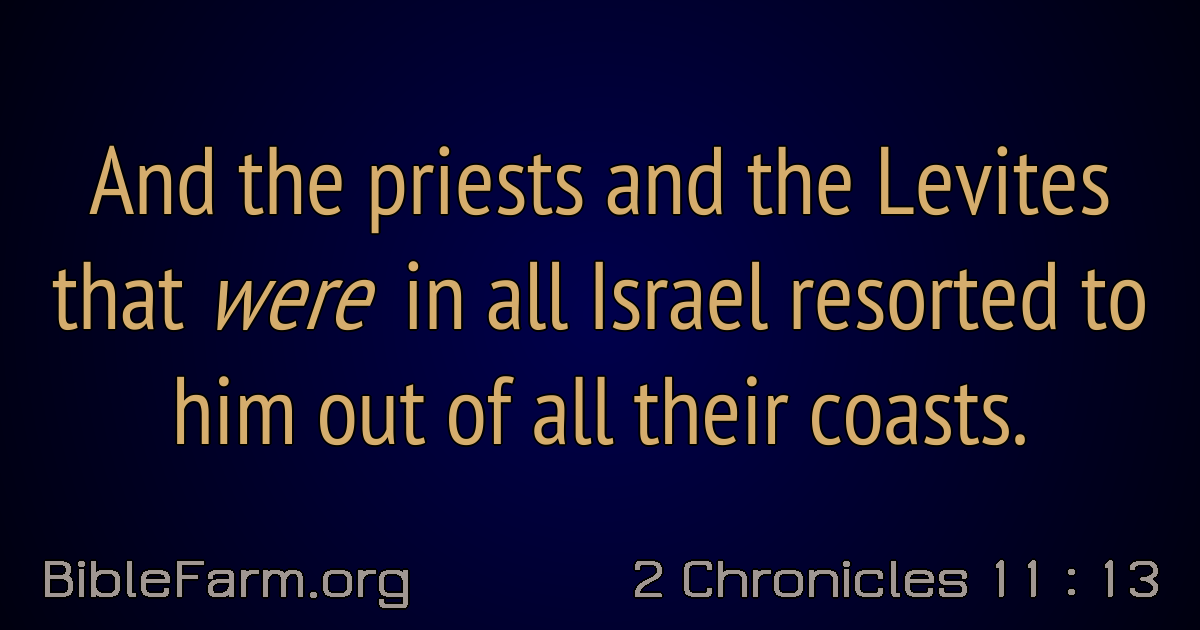 And the priests and the Levites
that were in all Israel resorted to
him out of all their coasts.
BibleFarm.org
2 Chronicles 11 : 13